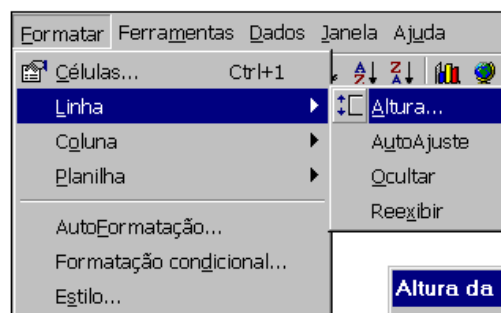 Formatar Ferramentas Dados Janela Ajuda
Células... Ctrl+1
Linha
Coluna
Planilha
AutoFormatação...
Formatação condicional...
Estilo...
Altura...
AutoAjuste
Ocultar
Reexibir
Altura da